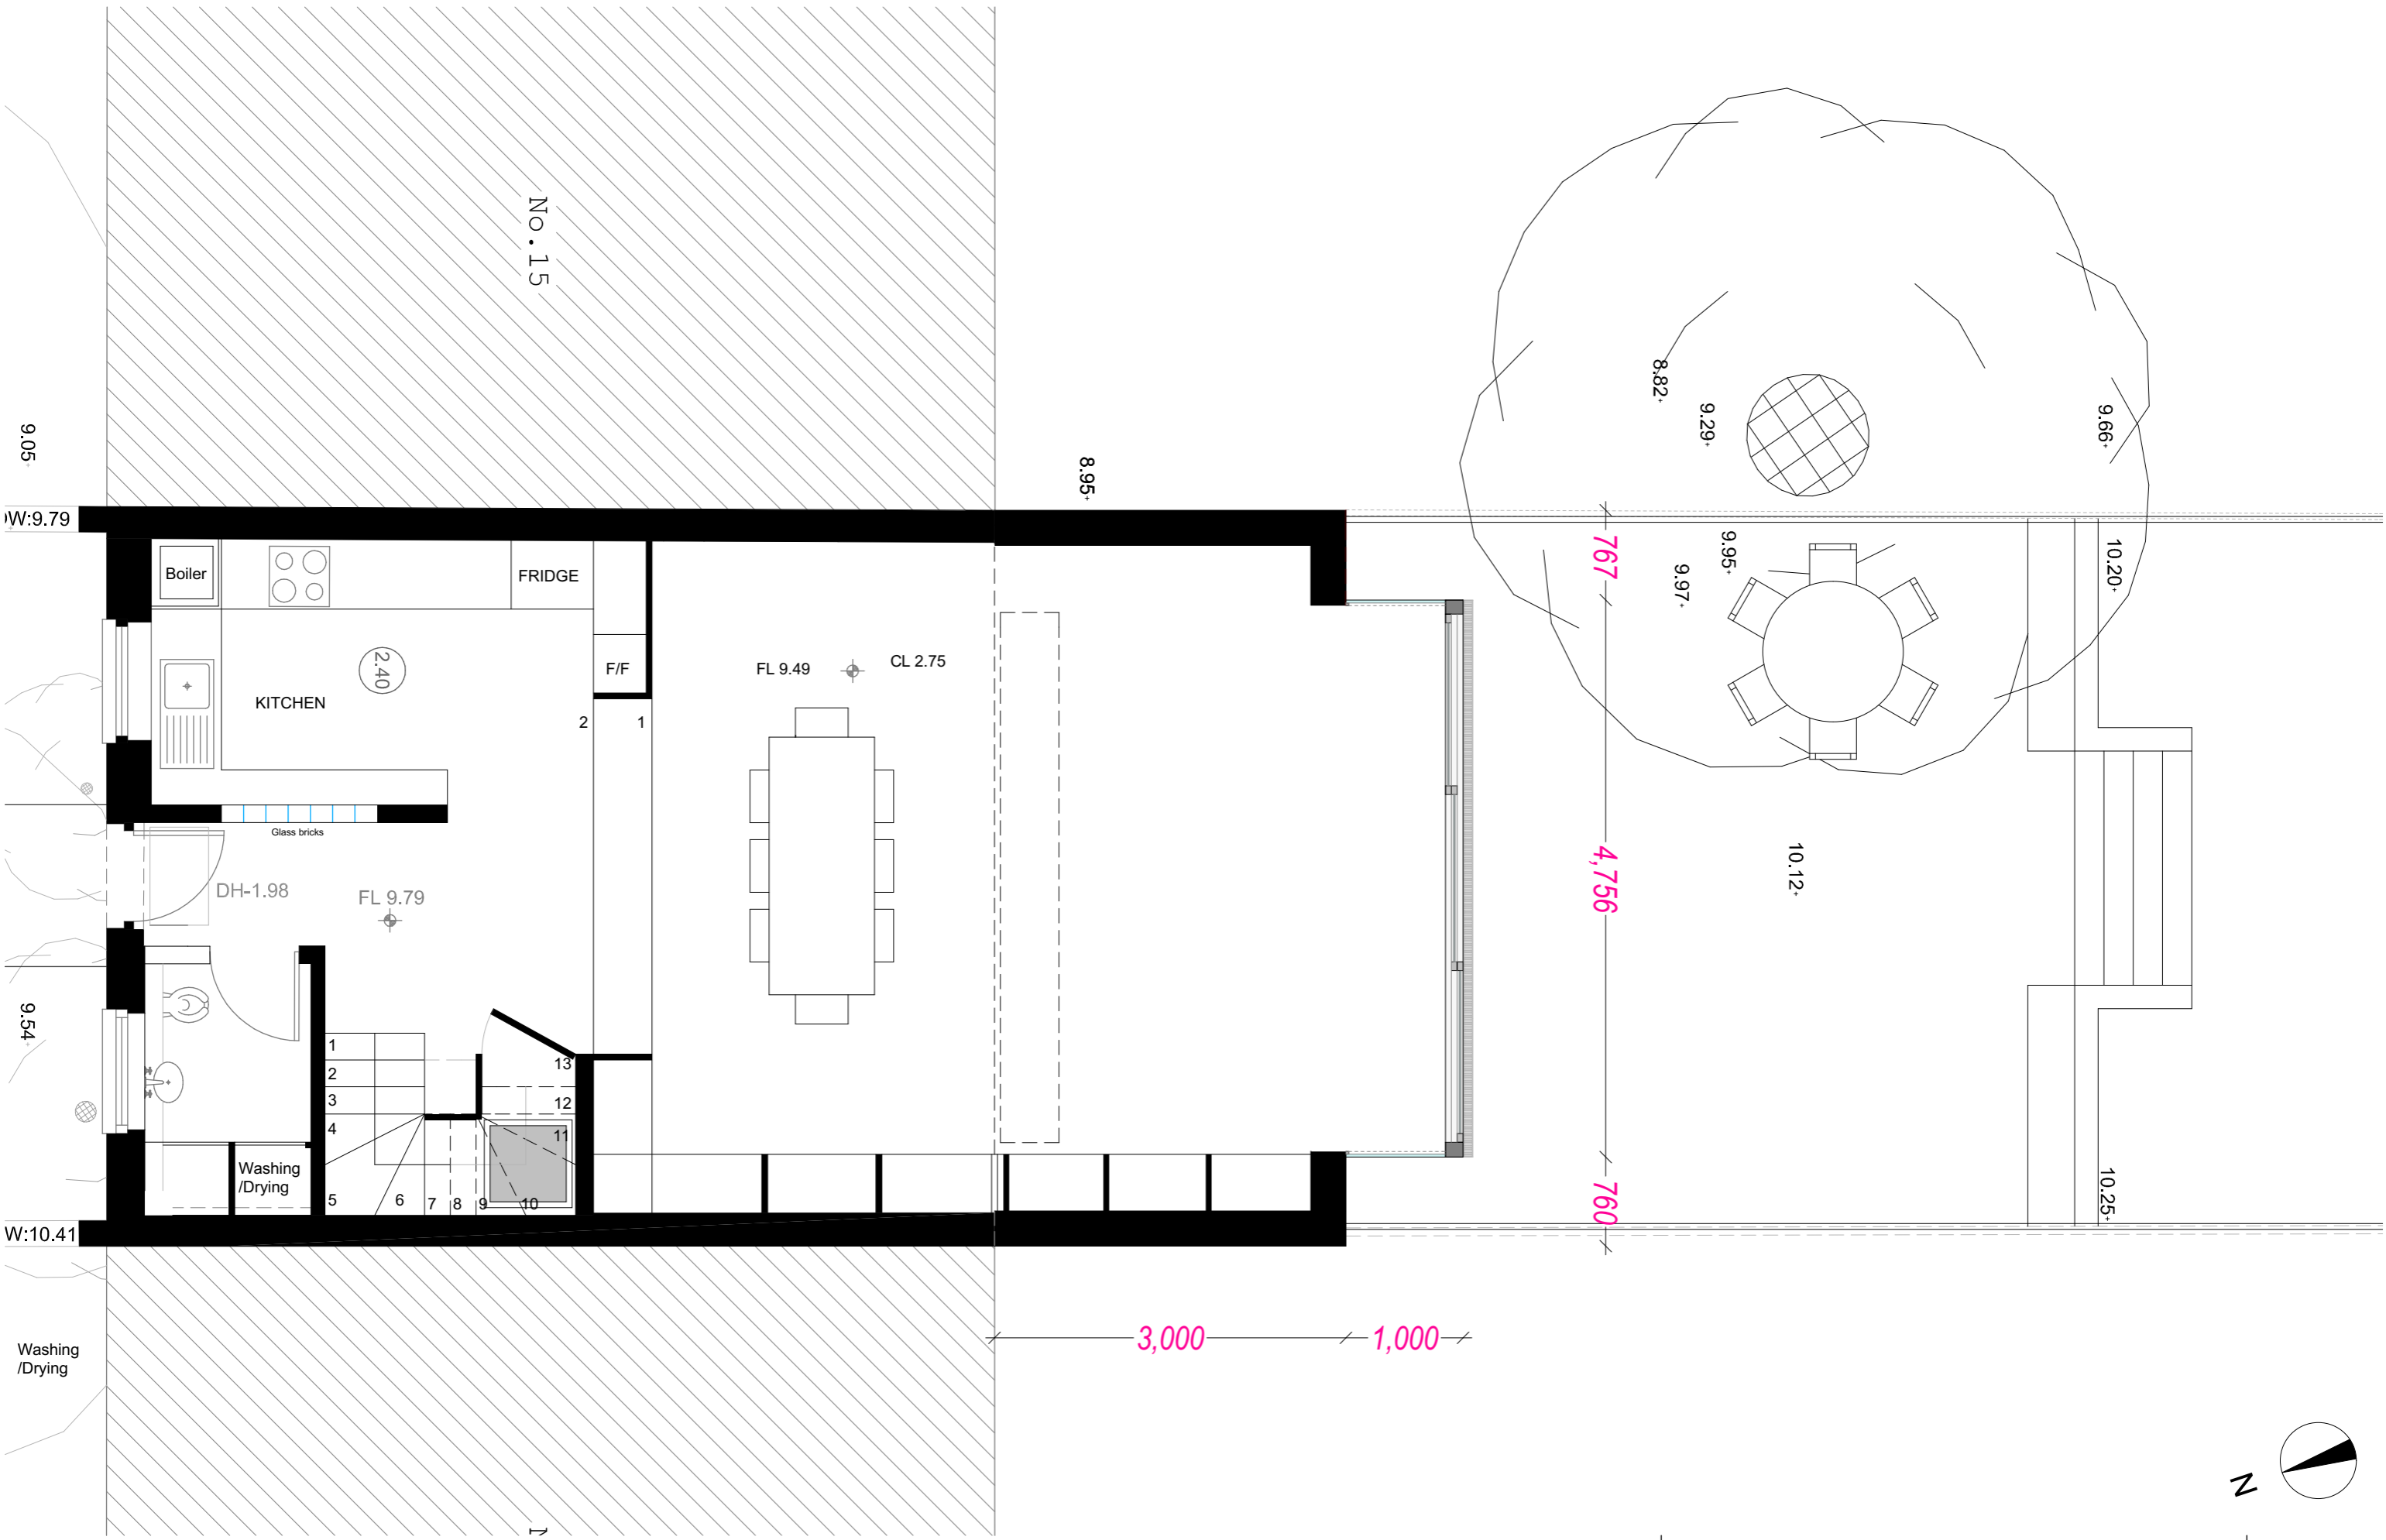 No.15
9.05
8.95
8.82
9.29
9.66
W:9.79
767
9.95
9.97
10.20
Boiler
FRIDGE
2.40
F/F
FL 9.49
CL 2.75
KITCHEN
2
1
Glass bricks
4,756
10.12
DH-1.98
FL 9.79
9.54
1
2
3
4
5
6
7
8
9
10
11
12
13
Washing
/Drying
760
10.25
W:10.41
3,000
1,000
Washing
/Drying
N
N